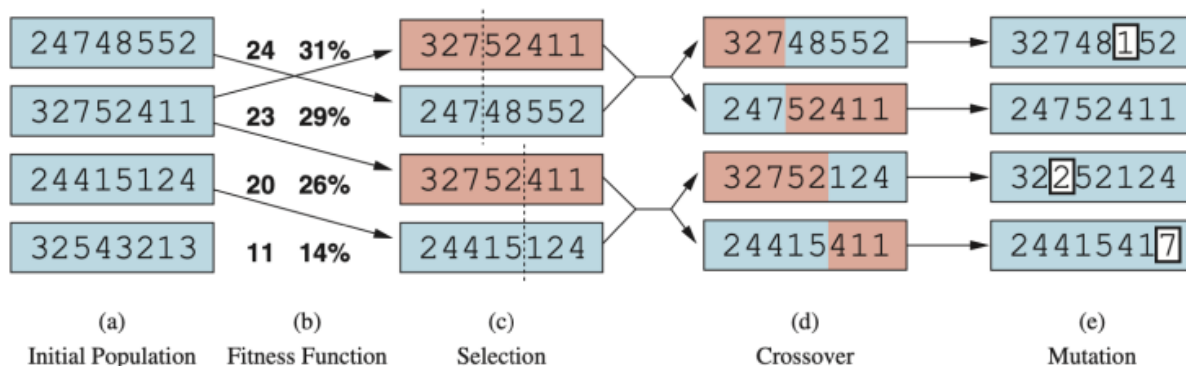 24748552 24 31% 32752411 32748552 32748152
32752411 23 29% 24748552 24752411 24752411
24415124 20 26% 32752411 32752124 32252124
32543213 11 14% 24415124 24415411 24415417
(a) (b) (c) (d) (e)
Initial Population Fitness Function Selection Crossover Mutation